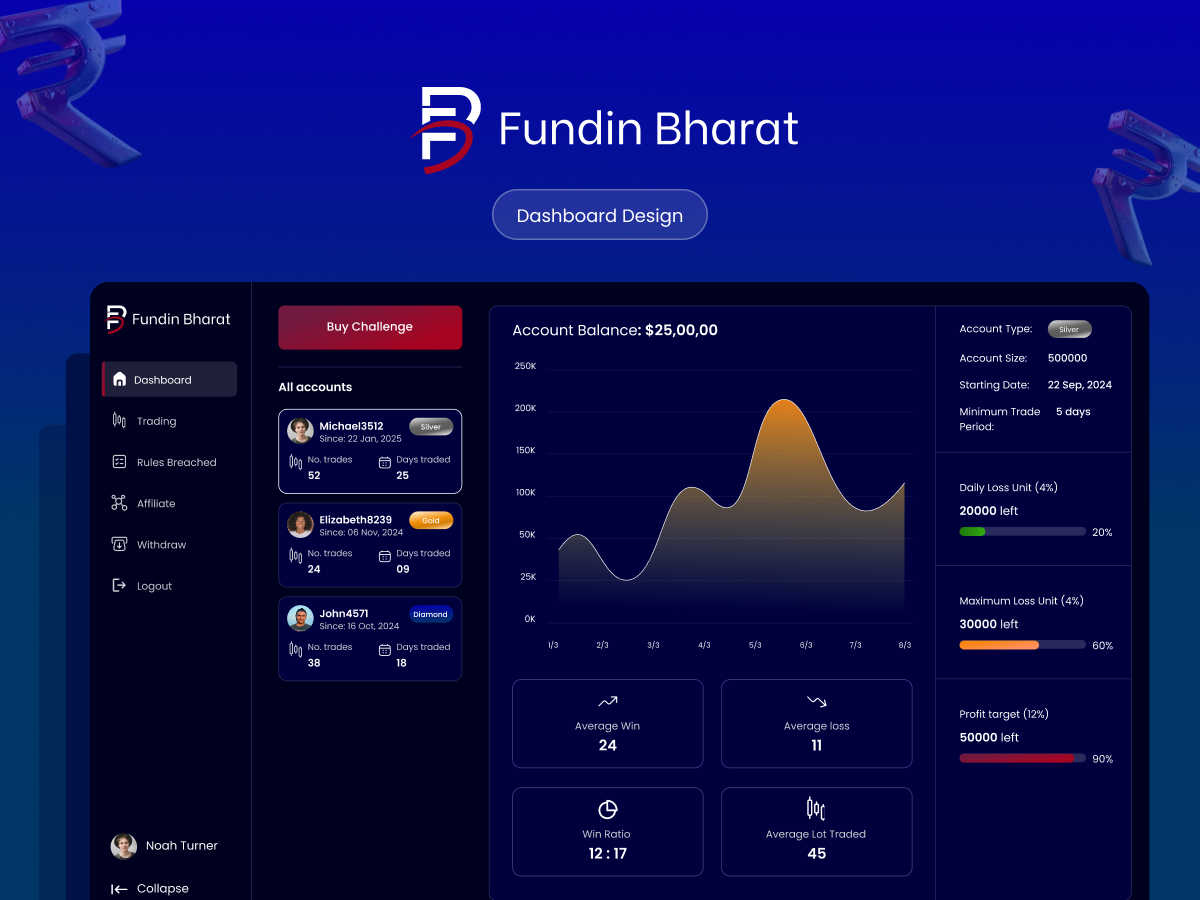 Fundin Bharat
Dashboard Design
Fundin Bharat
Dashboard
Trading
Rules Breached
Affiliate
Withdraw
Logout
Noah Turner
Collapse
Buy Challenge
All accounts
Michael3512
Silver
Since: 22 Jan, 2025
No. trades
Days traded
52
25
Elizabeth8239
Gold
Since: 06 Nov, 2024
No. trades
Days traded
24
09
John4571
Diamond
Since: 16 Oct, 2024
No. trades
Days traded
38
18
Account Balance: $25,00,00
250K
200K
150K
100K
50K
25K
0K
1/3 2/3 3/3 4/3 5/3 6/3 7/3 8/3
Average Win
24
Average loss
11
Win Ratio
12 : 17
Average Lot Traded
45
Account Type: Silver
Account Size: 500000
Starting Date: 22 Sep, 2024
Minimum Trade 5 days
Period:
Daily Loss Unit (4%)
20000 left
20%
Maximum Loss Unit (4%)
30000 left
60%
Profit target (12%)
50000 left
90%